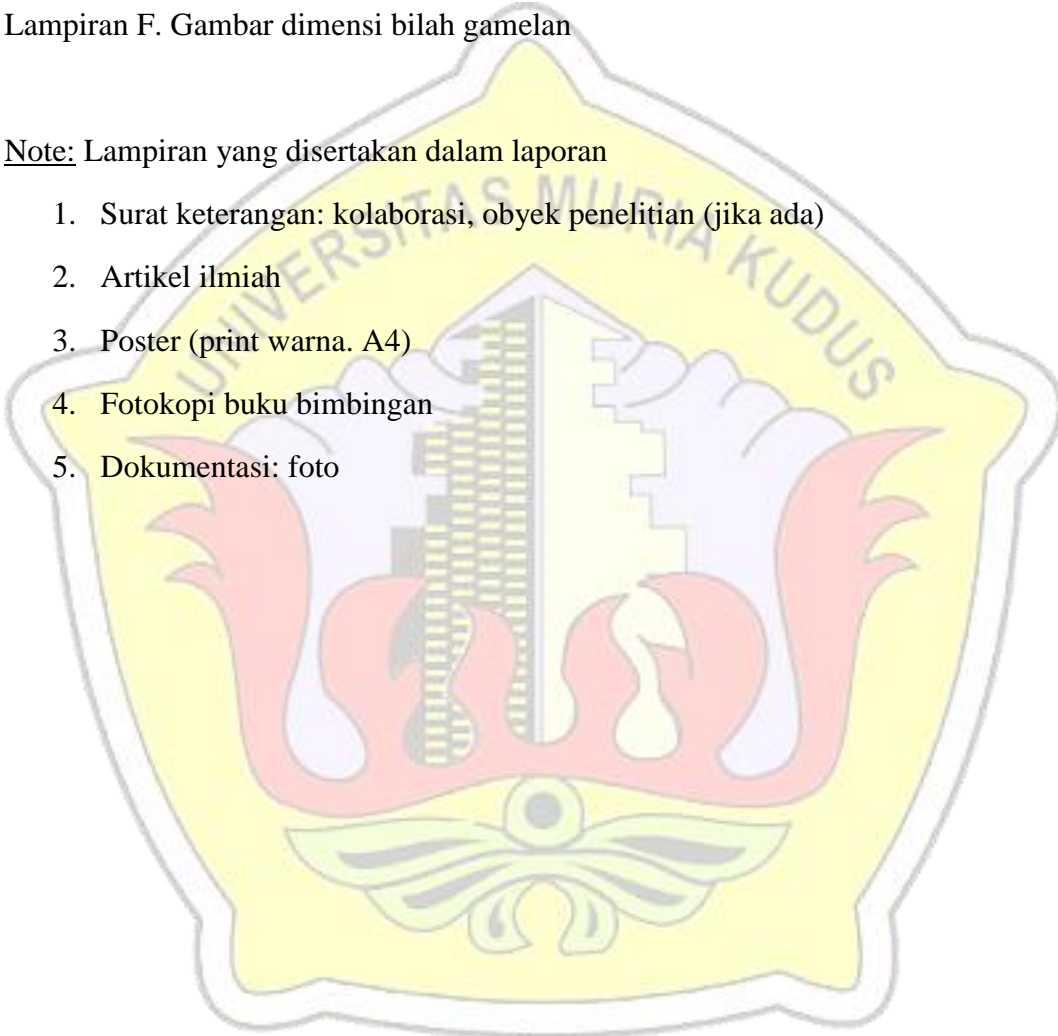 Lampiran F. Gambar dimensi bilah gamelan
Note: Lampiran yang disertakan dalam laporan
1. Surat keterangan: kolaborasi, obyek penelitian (jika ada)
2. Artikel ilmiah
3. Poster (print warna. A4)
4. Fotokopi buku bimbingan
5. Dokumentasi: foto
UNIVERSITAS MURIA KUDUS